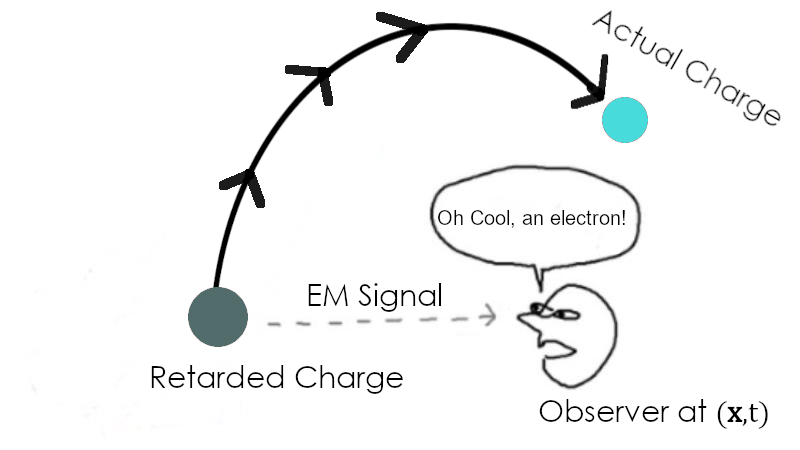 Actual Charge
Oh Cool, an electron!
EM Signal
Retarded Charge
Observer at (x,t)